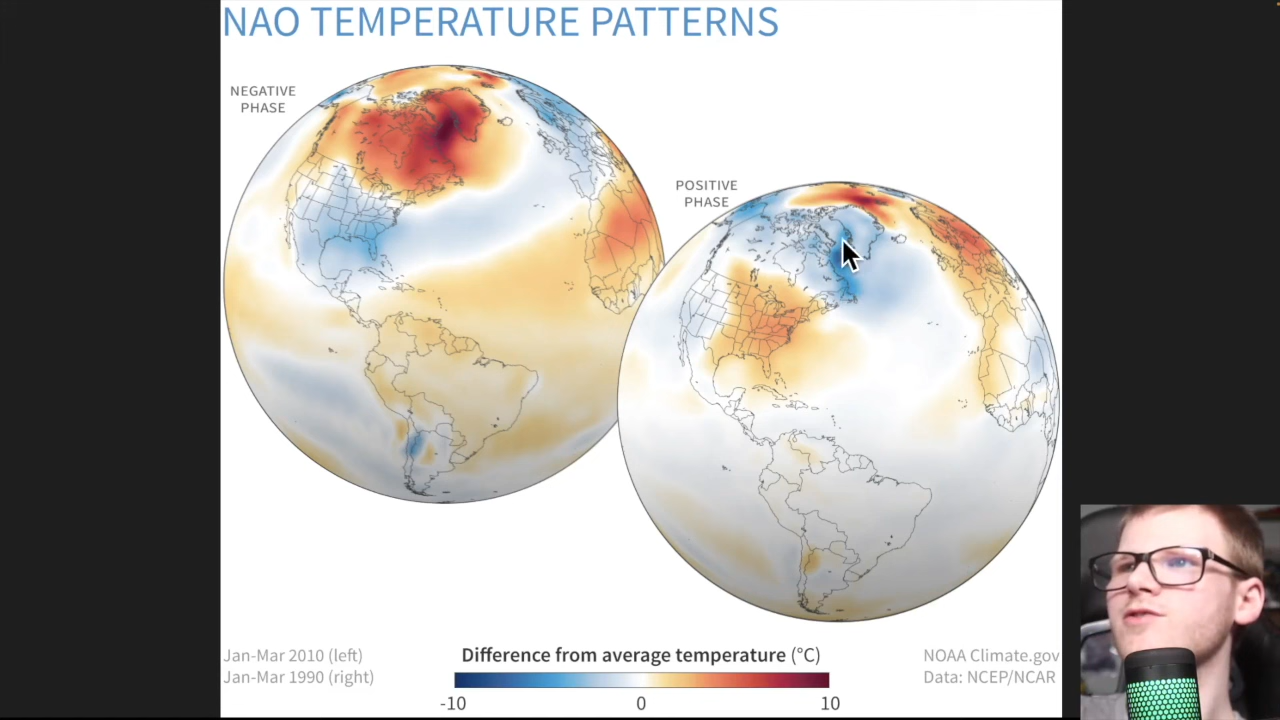 NAO TEMPERATURE PATTERNS
NEGATIVE
PHASE
POSITIVE
PHASE
Jan-Mar 2010 (left)
Jan-Mar 1990 (right)
Difference from average temperature (°C)
-10
0
10
NOAA Climate.gov
Data: NCEP/NCAR